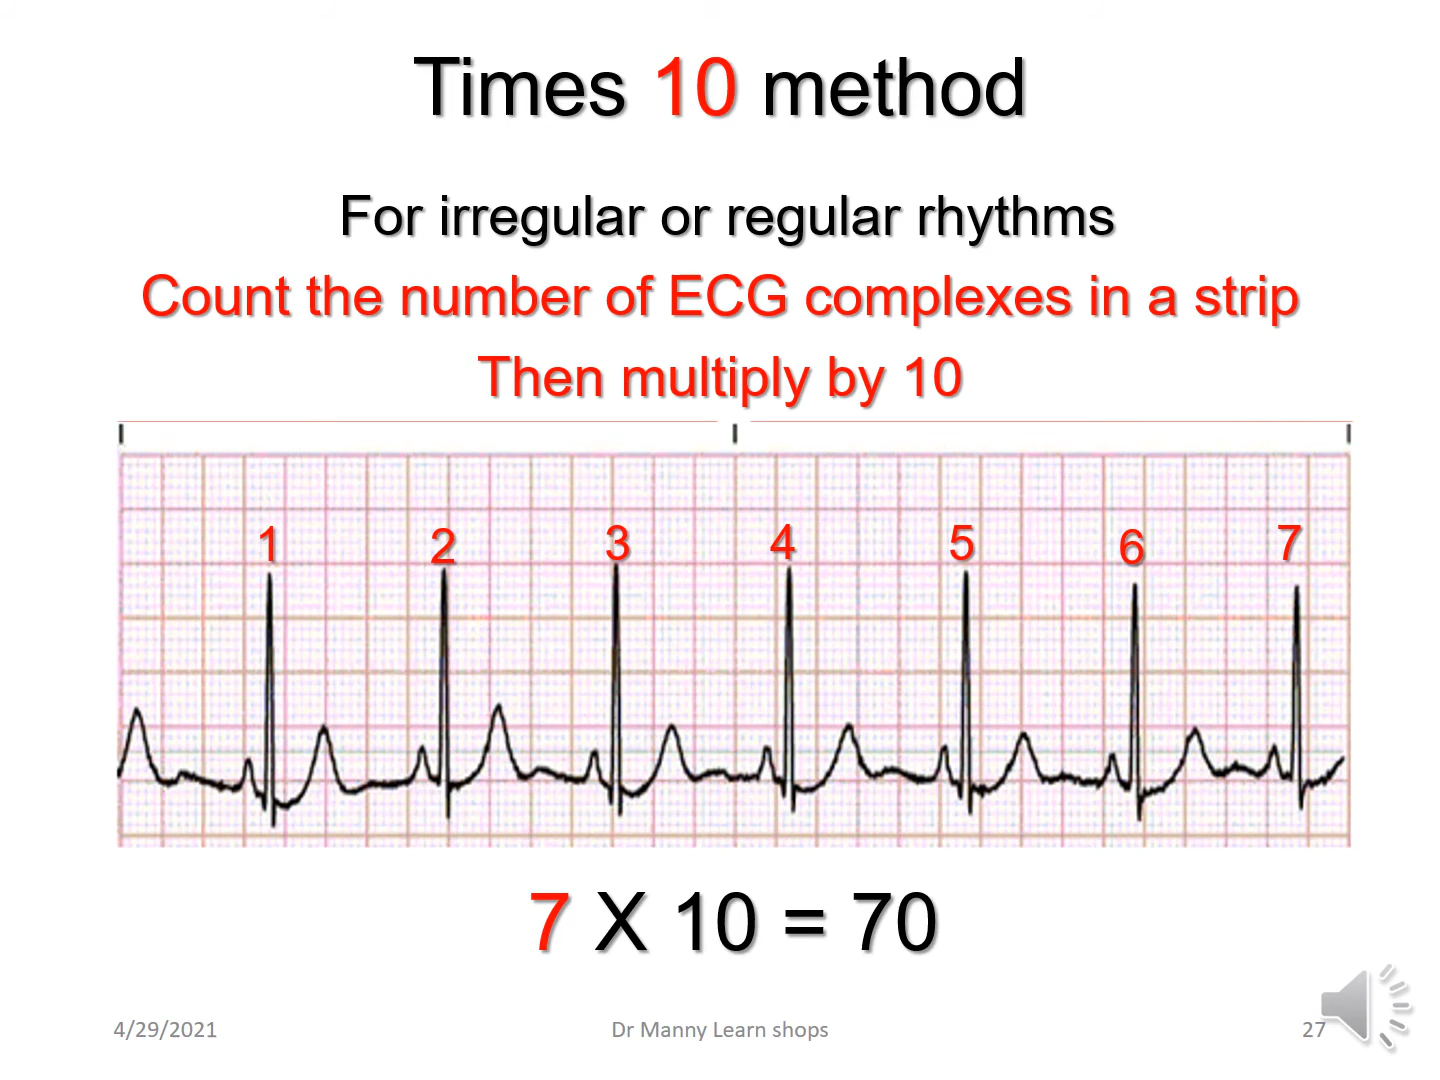 Times 10 method
For irregular or regular rhythms
Count the number of ECG complexes in a strip
Then multiply by 10
1 2 3 4 5 6 7
7 X 10 = 70
4/29/2021 Dr Manny Learn shops 27